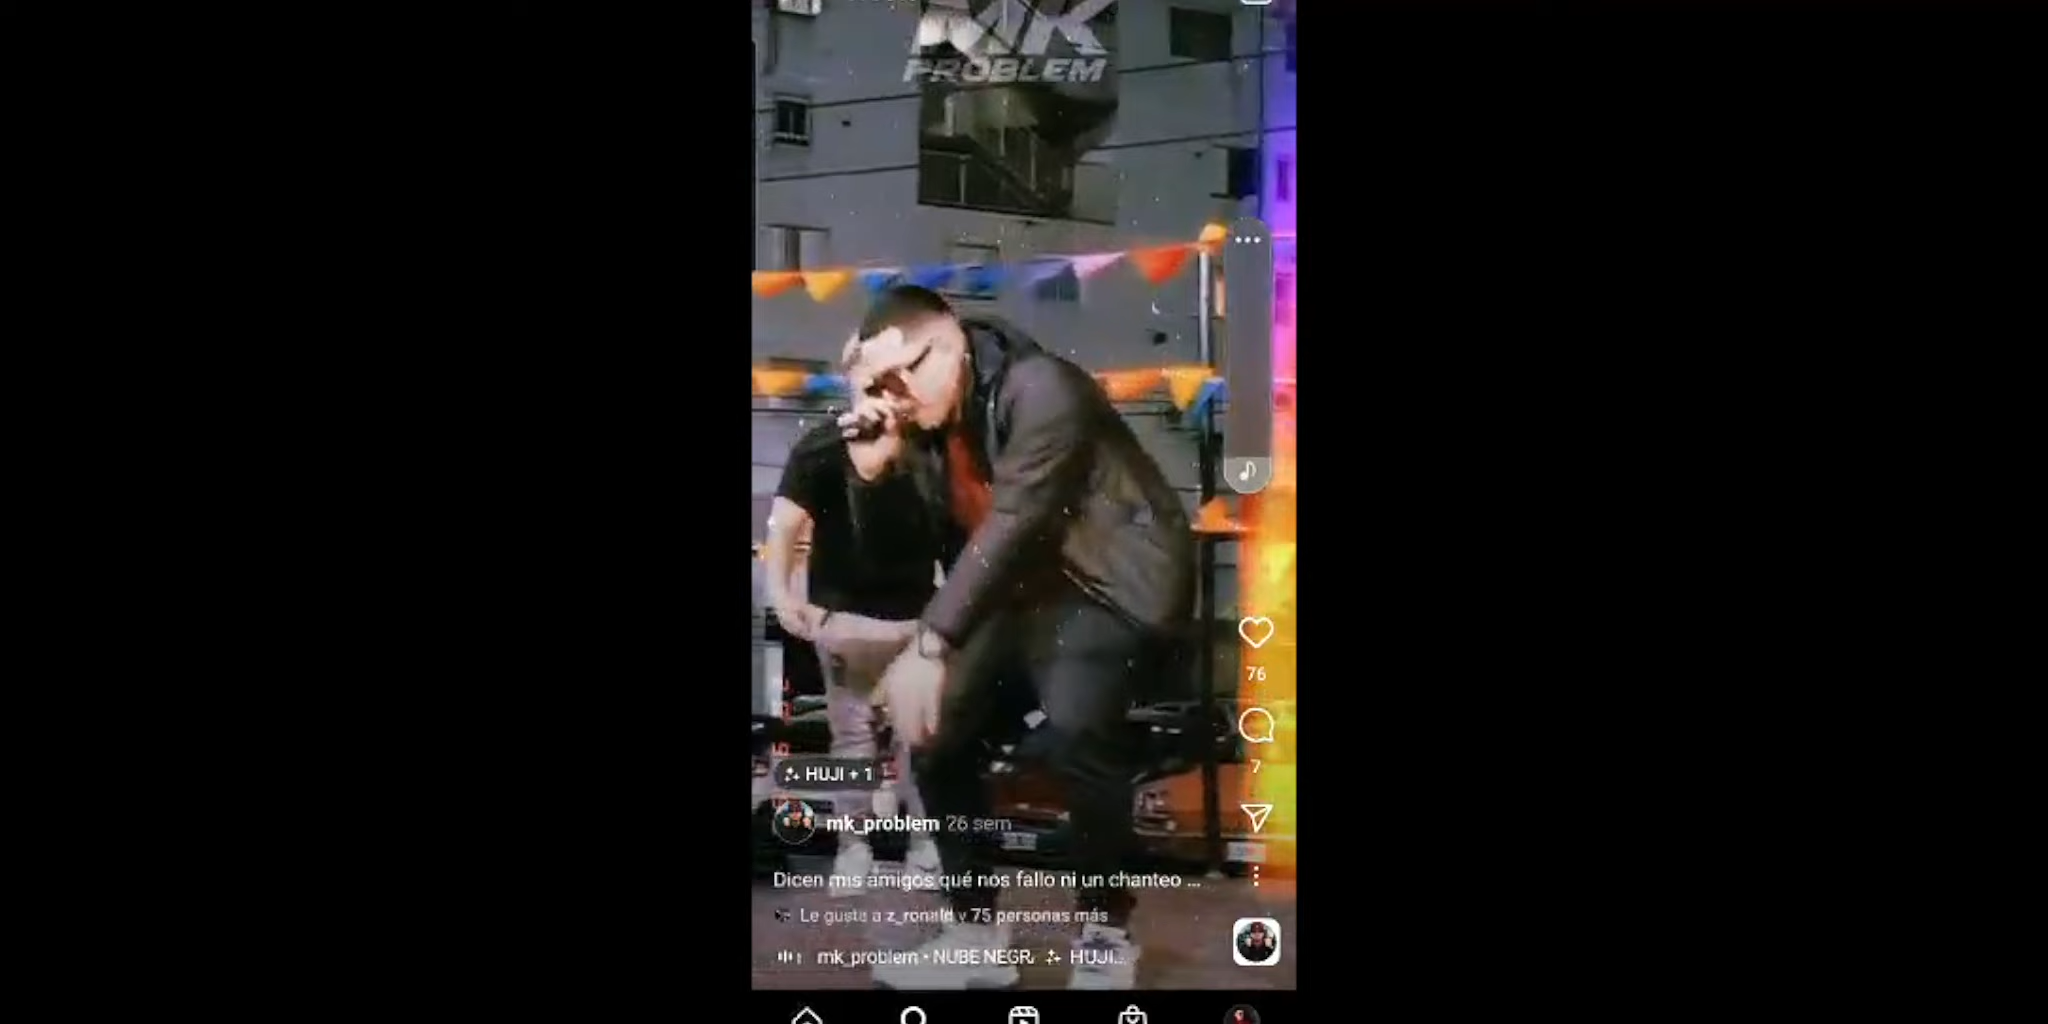 MK
PROBLEM
76
7
HUJI + 1
mk_problem 26 sem
Dicen mis amigos qué nos fallo ni un chanteo ...
Le gusta a z_ronald y 75 personas más
mk_problem • NUBE NEGR HUJI...